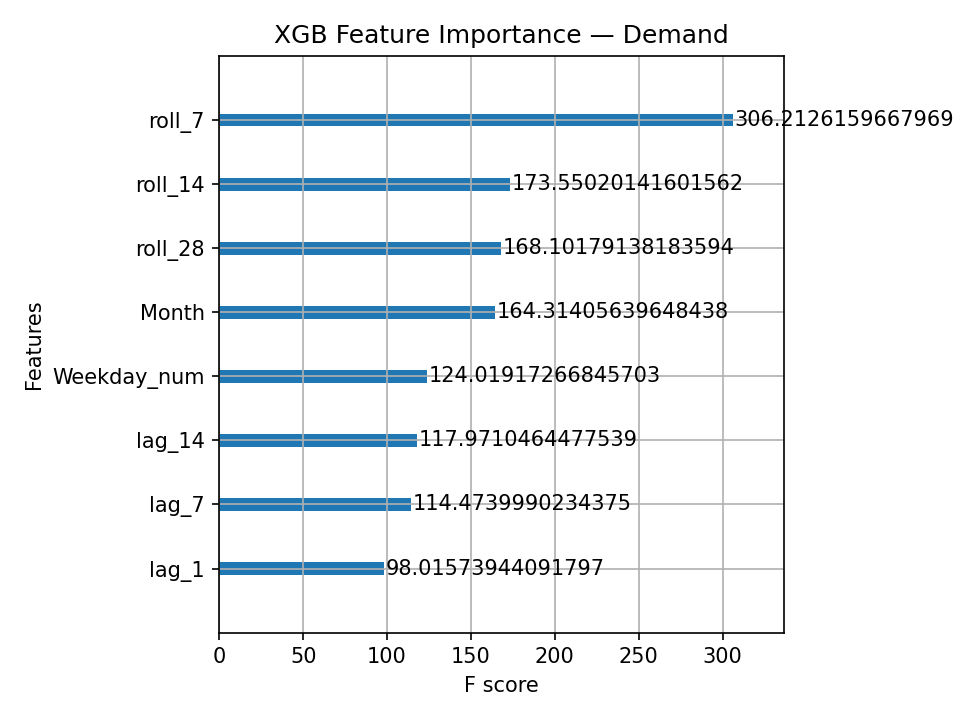 XGB Feature Importance — Demand
roll_7 306.2126159667969
roll_14 173.55020141601562
roll_28 168.10179138183594
Month 164.31405639648438
Weekday_num 124.01917266845703
lag_14 117.9710464477539
lag_7 114.4739990234375
lag_1 98.01573944091797
Features
0 50 100 150 200 250 300
F score